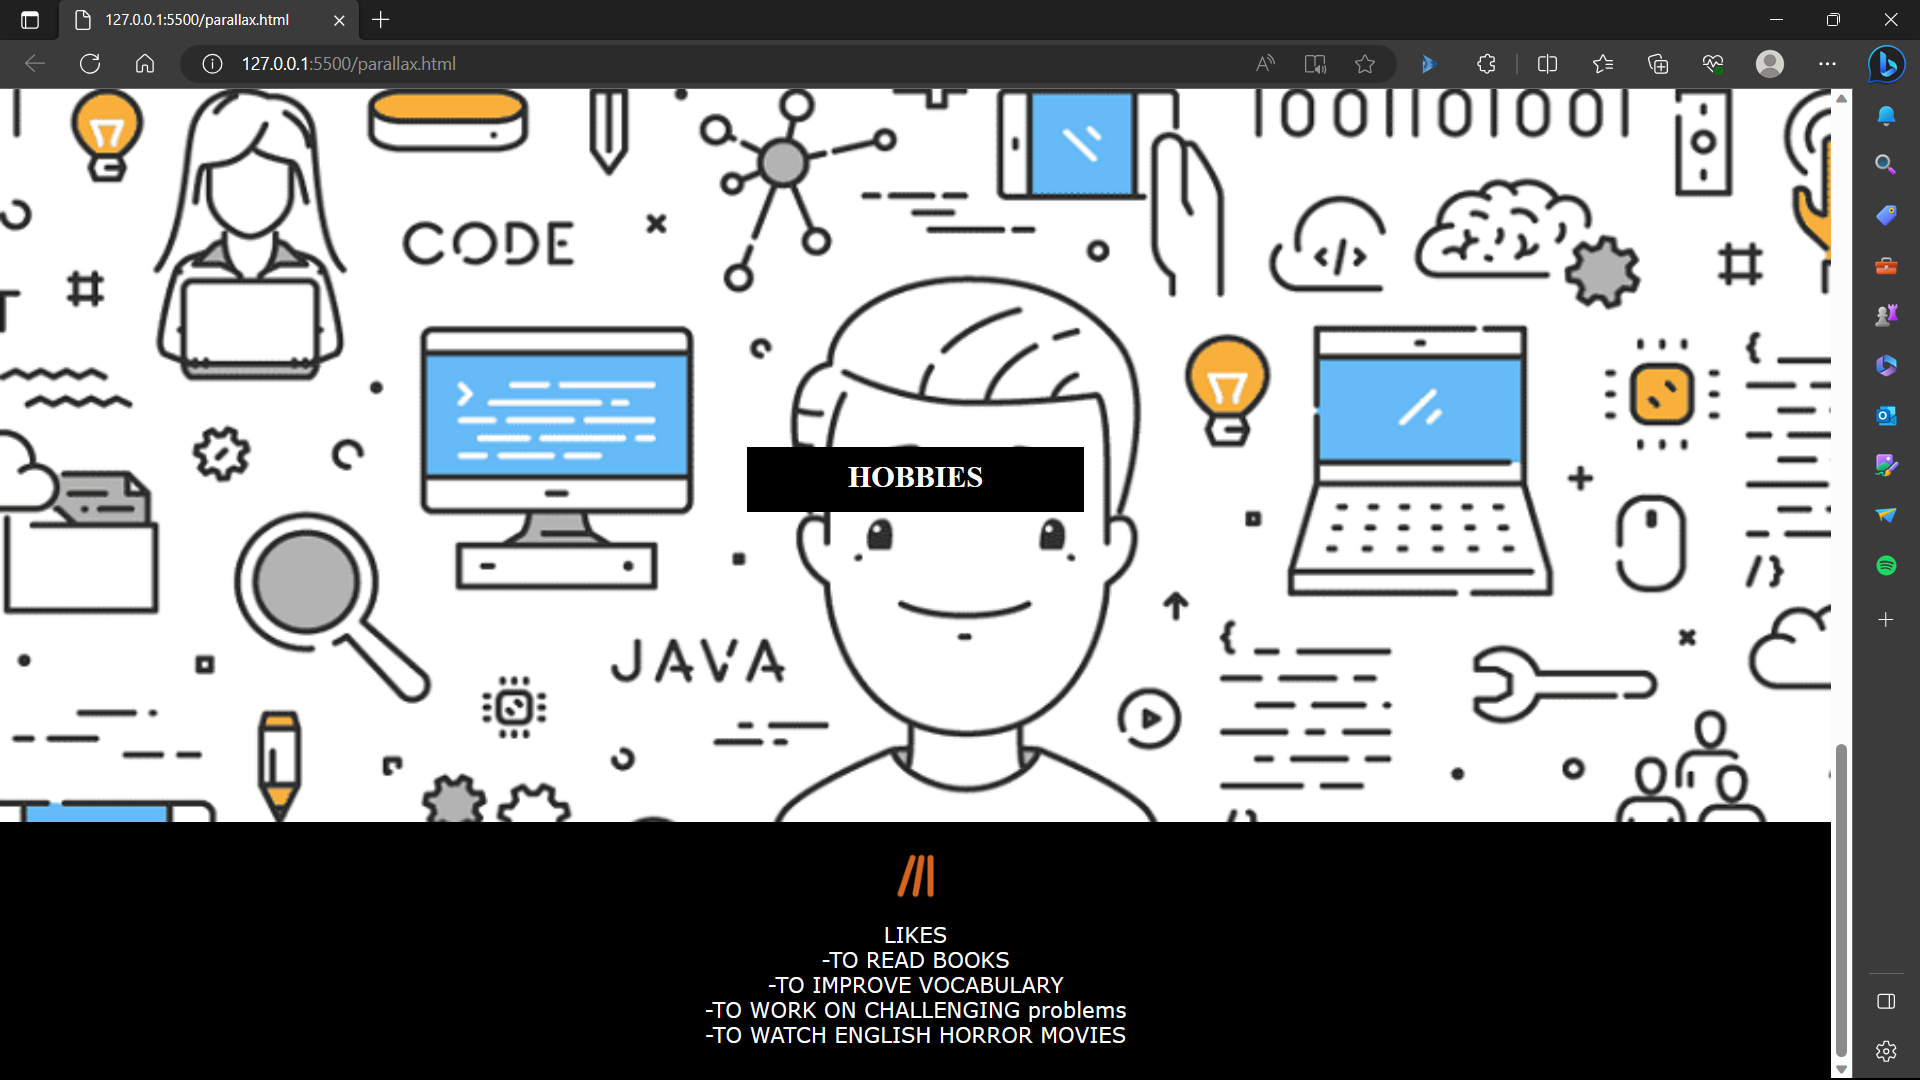 127.0.0.1:5500/parallax.html
127.0.0.1:5500/parallax.html
CODE
HOBBIES
JAVA
LIKES
-TO READ BOOKS
-TO IMPROVE VOCABULARY
-TO WORK ON CHALLENGING problems
-TO WATCH ENGLISH HORROR MOVIES